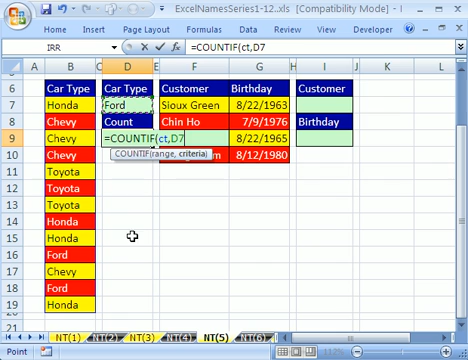 ExcelNamesSeries1-12..xls [Compatibility Mode]
Home Insert Page Layout Formulas Data Review View
IRR =COUNTIF(ct,D7
A B C D E F G H I J K L
6 Car Type Car Type Customer Birthday Customer
7 Honda Ford Sioux Green 8/22/1963
8 Chevy Count Chin Ho 7/9/1976 Birthday
9 Chevy =COUNTIF(ct,D7 8/22/1965
COUNTIF(range, criteria)
10 Chevy 8/12/1980
11 Toyota
12 Toyota
13 Toyota
14 Honda
15 Honda
16 Ford
17 Chevy
18 Ford
19 Honda
21
NT(1) NT(2) NT(3) NT(4) NT(5) NT(6)
Point 117%